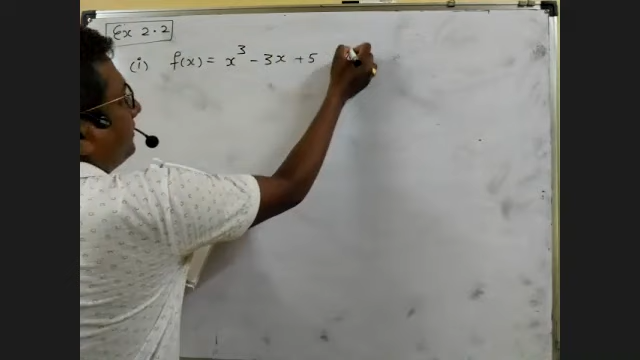 Ex 2.2
(i) f(x) = x³ - 3x + 5